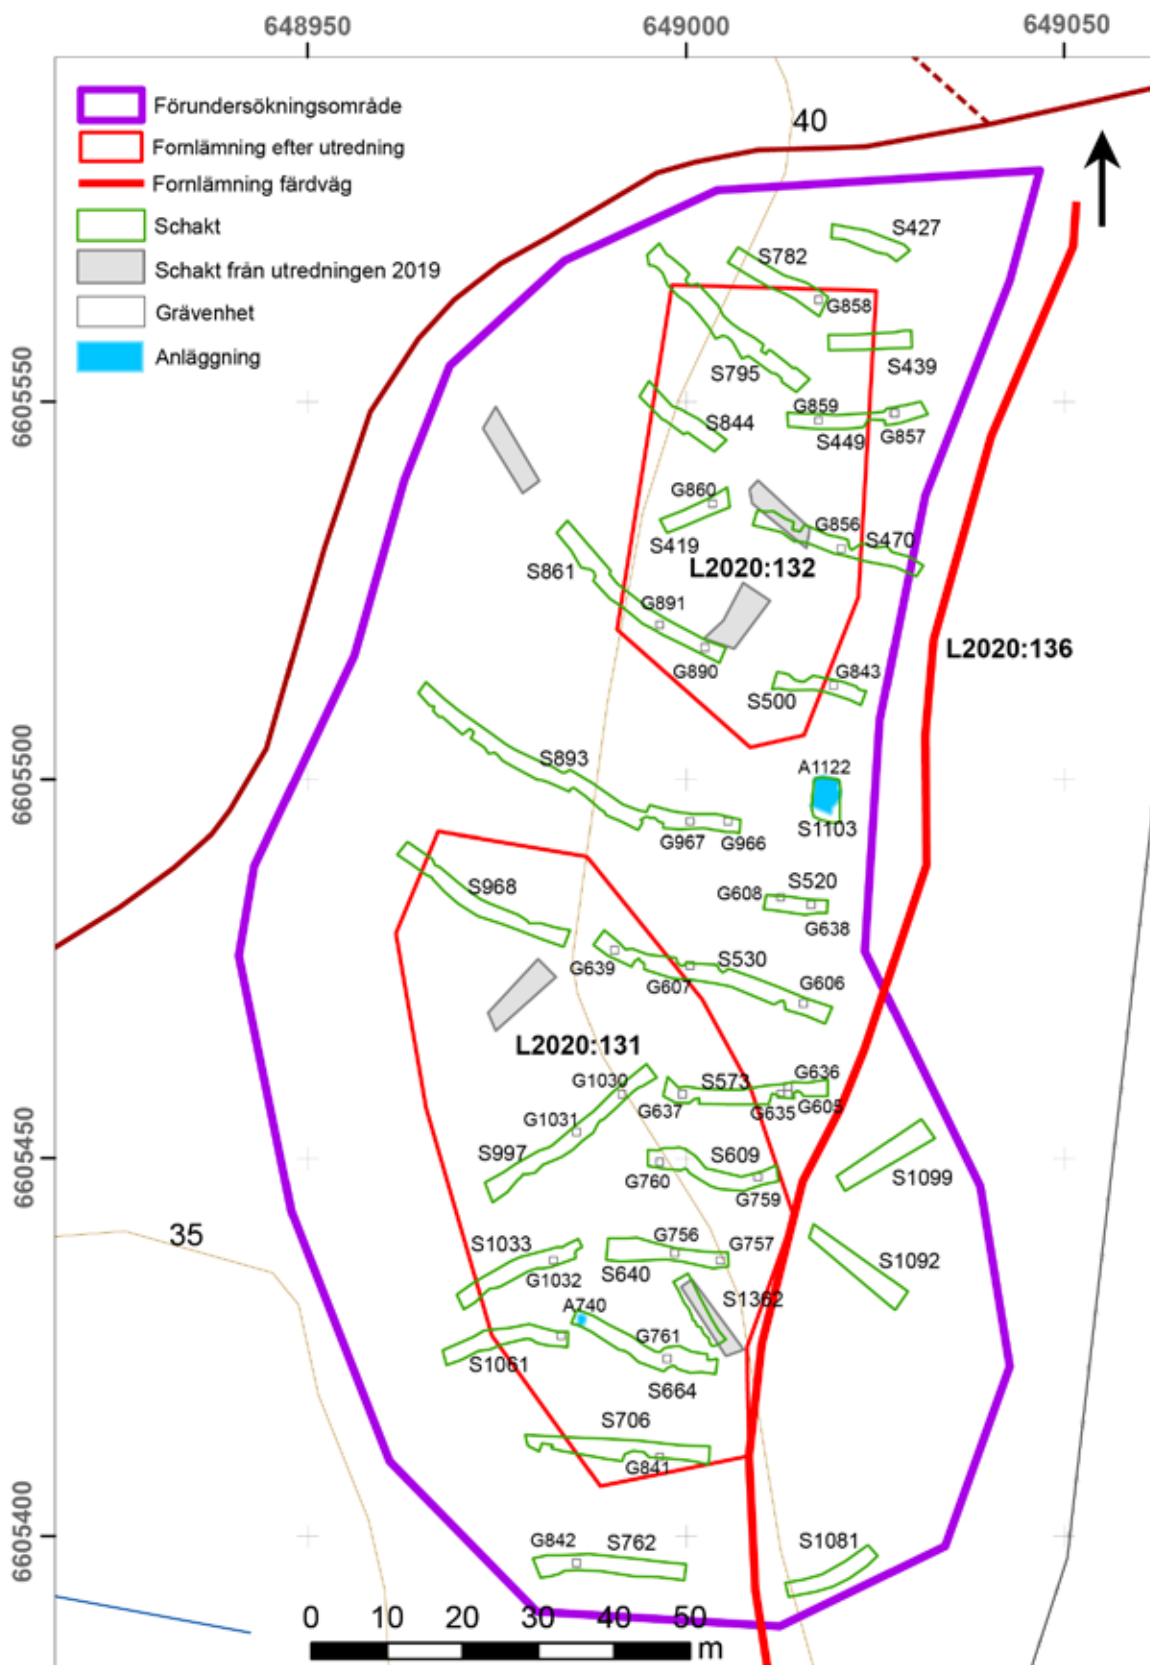 648950
649000
649050
Förundersökningsområde
Fornlämning efter utredning
Fornlämning färdväg
Schakt
Schakt från utredningen 2019
Grävenhet
Anläggning
40
S427
S782
G858
S439
S795
6605550
G859
S844
S449
G857
G860
G856
S470
S419
L2020:132
S861
G891
L2020:136
G890
G843
S500
S893
A1122
6605500
S1103
G967
G966
S968
S520
G608
G638
S530
G639
G607
G606
L2020:131
G1030
S573
G636
G637
G635
G605
G1031
6605450
S997
S609
S1099
G760
G759
35
S1033
G756
G757
S640
G1032
S1092
A740
S1362
G761
S1061
S664
S706
G841
6605400
G842
S762
S1081
0 10 20 30 40 50
m